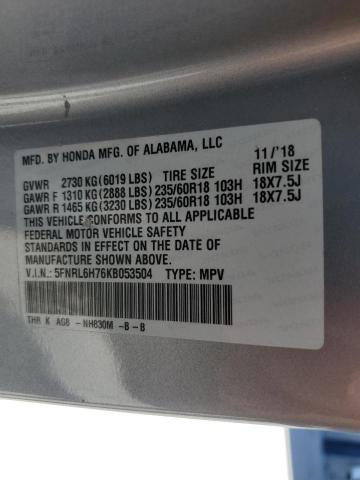 MFD. BY HONDA MFG. OF ALABAMA, LLC 11/'18
GVWR 2730 KG (6019 LBS) TIRE SIZE RIM SIZE
GAWR F 1310 KG (2888 LBS) 235/60R18 103H 18X7.5J
GAWR R 1465 KG (3230 LBS) 235/60R18 103H 18X7.5J
THIS VEHICLE CONFORMS TO ALL APPLICABLE
FEDERAL MOTOR VEHICLE SAFETY
STANDARDS IN EFFECT ON THE DATE OF
MANUFACTURE SHOWN ABOVE.
V.I.N.: 5FNRL6H76KB053504 TYPE: MPV
THR K AG8 -NH830M -B -B